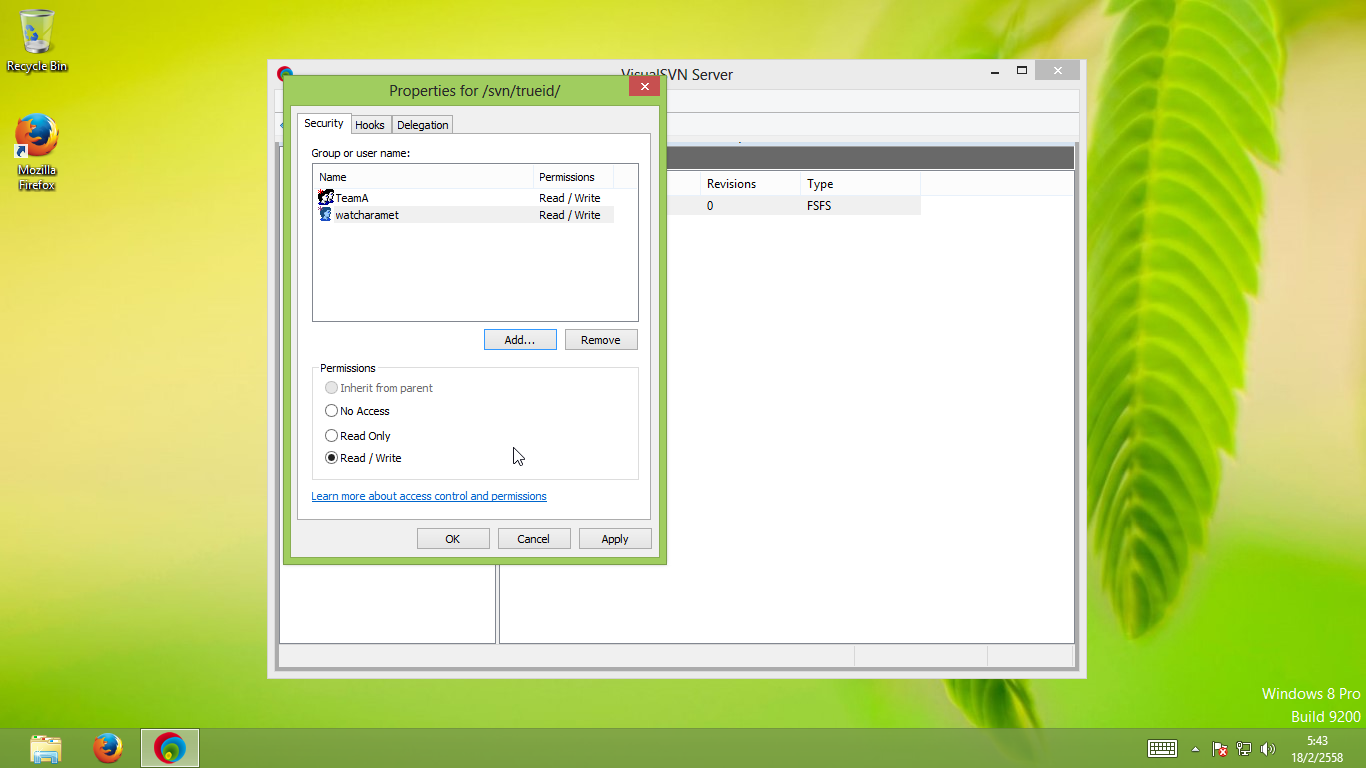 Recycle Bin
Mozilla
Firefox
VisualSVN Server
Properties for /svn/trueid/
Security Hooks Delegation
Group or user name:
Name Permissions
TeamA Read / Write
watcharamet Read / Write
Add... Remove
Permissions
Inherit from parent
No Access
Read Only
Read / Write
Learn more about access control and permissions
OK Cancel Apply
Revisions Type
0 FSFS
Windows 8 Pro
Build 9200
5:43
18/2/2558